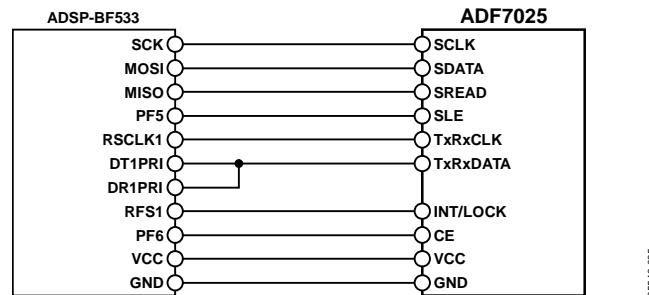 ADSP-BF533 ADF7025
SCK SCLK
MOSI SDATA
MISO SREAD
PF5 SLE
RSCLK1 TxRxCLK
DT1PRI TxRxDATA
DR1PRI
RFS1 INT/LOCK
PF6 CE
VCC VCC
GND GND